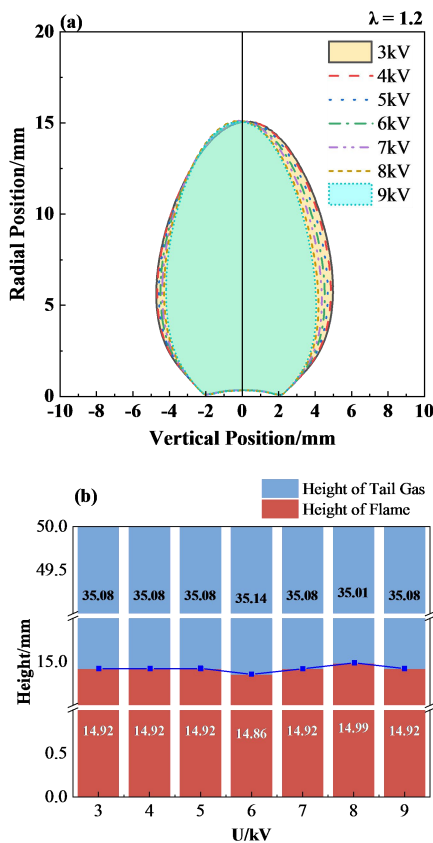 (a)
λ = 1.2
20
15
10
5
0
Radial Position/mm
3kV
4kV
5kV
6kV
7kV
8kV
9kV
-10 -8 -6 -4 -2 0 2 4 6 8 10
Vertical Position/mm
(b)
Height of Tail Gas
Height of Flame
50.0
49.5
15.0
0.5
0.0
Height/mm
35.08 35.08 35.08 35.14 35.08 35.01 35.08
14.92 14.92 14.92 14.86 14.92 14.99 14.92
3 4 5 6 7 8 9
U/kV